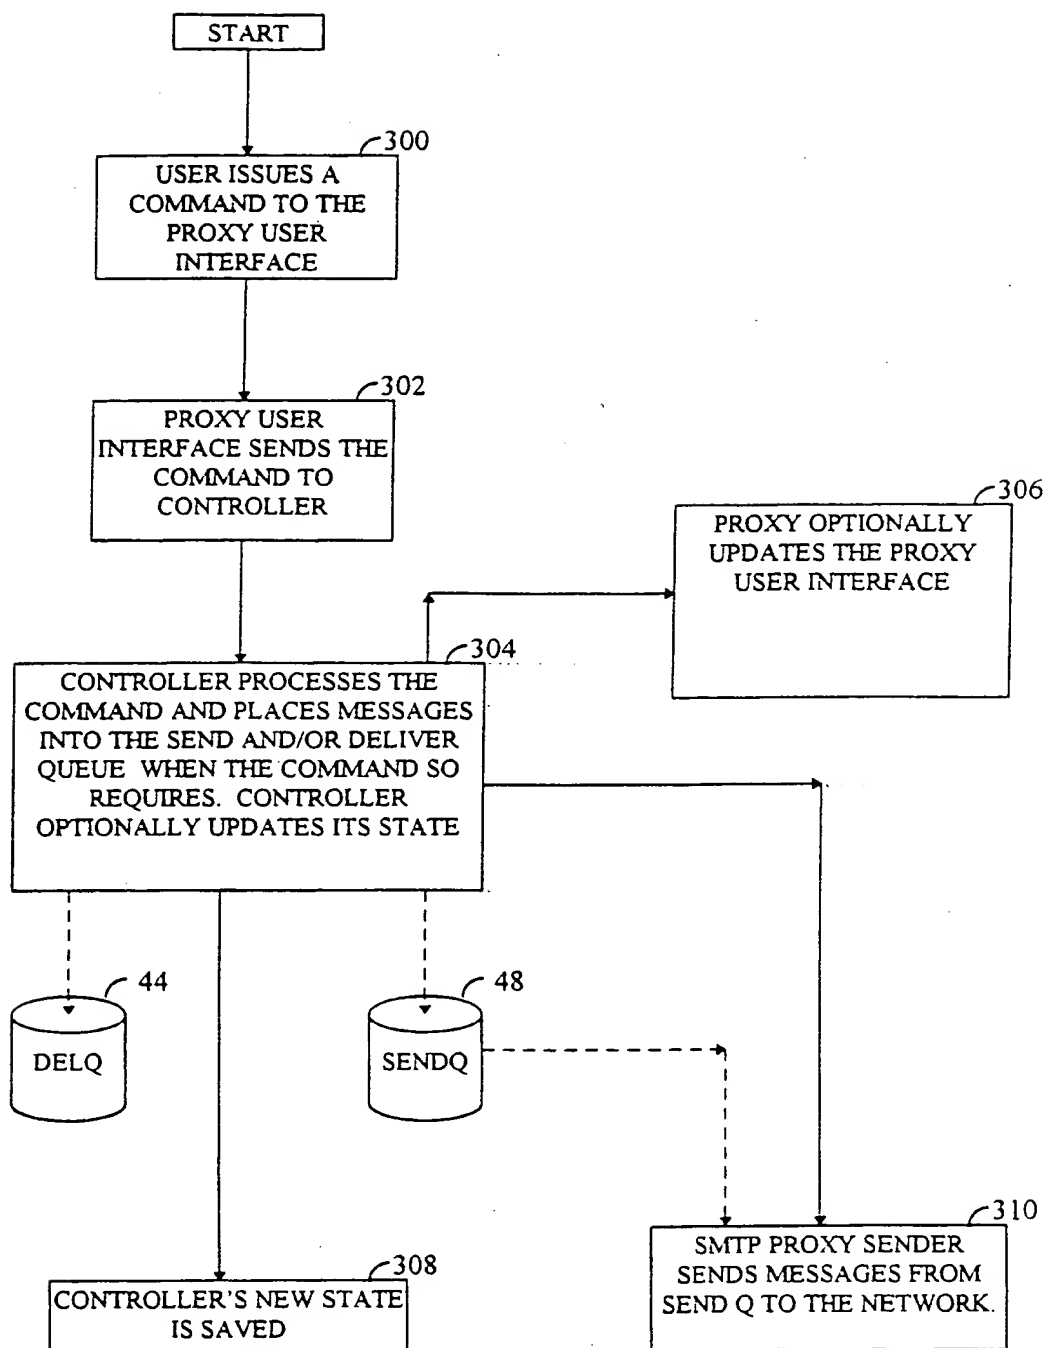 START
300
USER ISSUES A
COMMAND TO THE
PROXY USER
INTERFACE
302
PROXY USER
INTERFACE SENDS THE
COMMAND TO
CONTROLLER
306
PROXY OPTIONALLY
UPDATES THE PROXY
USER INTERFACE
304
CONTROLLER PROCESSES THE
COMMAND AND PLACES MESSAGES
INTO THE SEND AND/OR DELIVER
QUEUE WHEN THE COMMAND SO
REQUIRES. CONTROLLER
OPTIONALLY UPDATES ITS STATE
44
DELQ
48
SENDQ
308
CONTROLLER'S NEW STATE
IS SAVED
310
SMTP PROXY SENDER
SENDS MESSAGES FROM
SEND Q TO THE NETWORK.